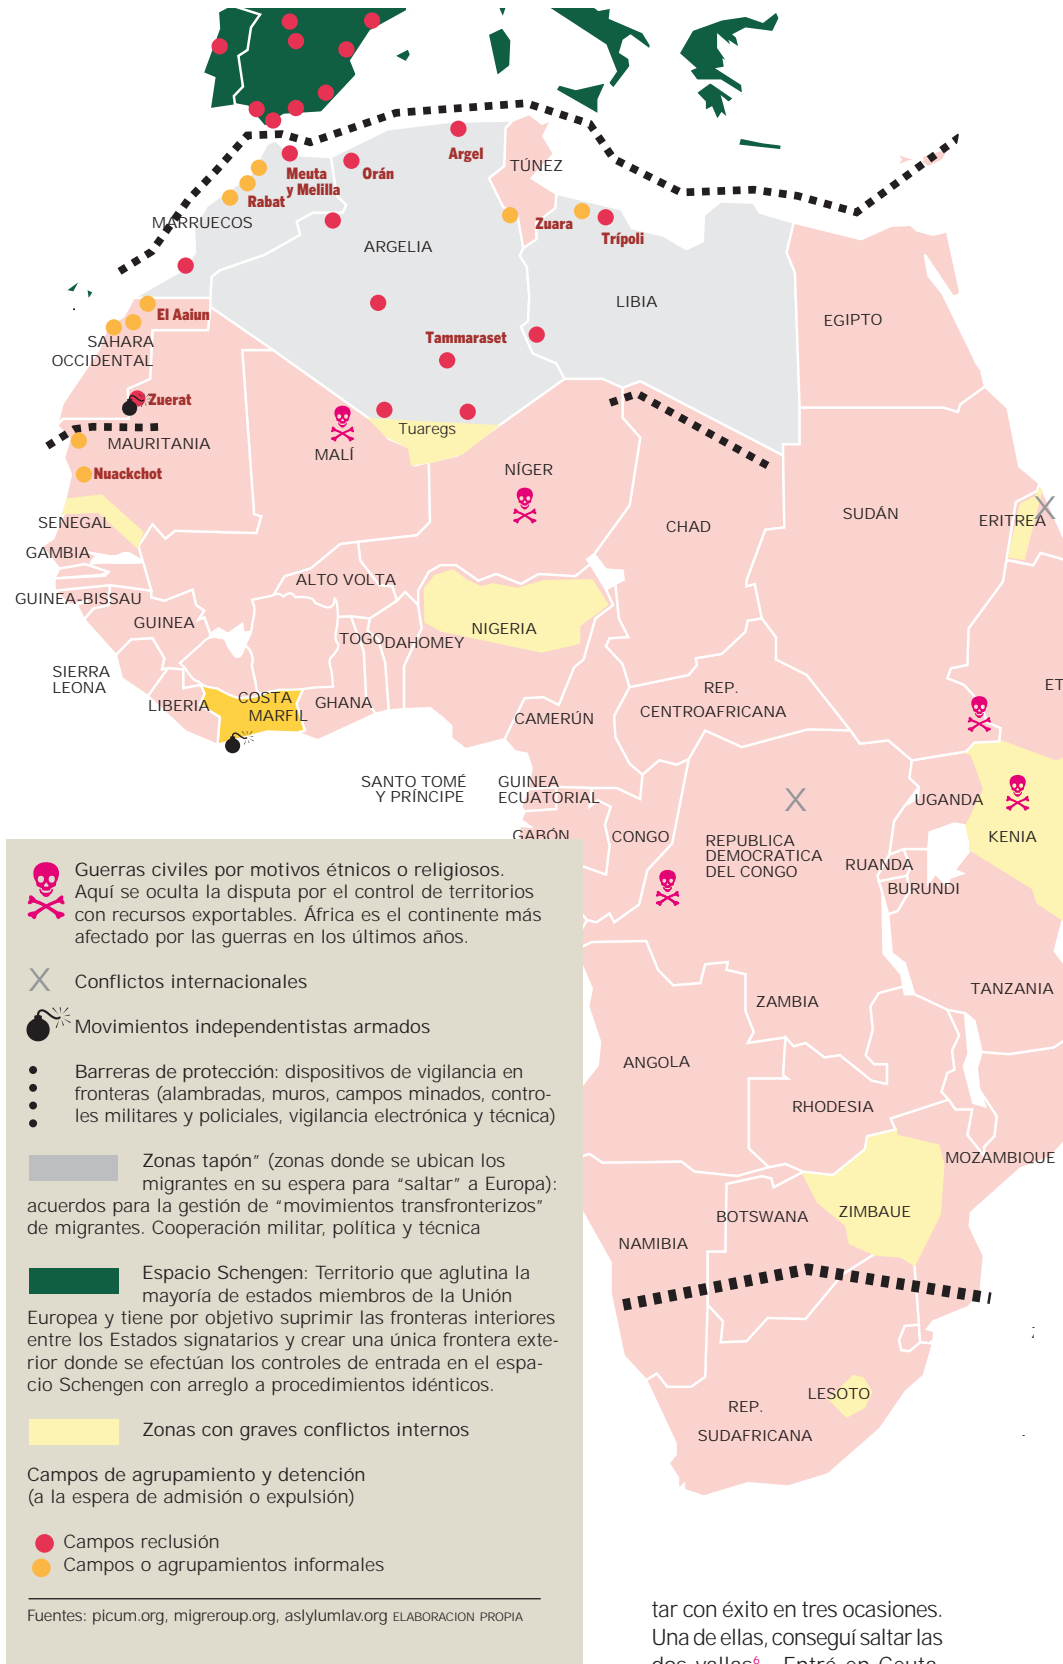 Argel
TÚNEZ
Meuta
y Melilla
Orán
Rabat
MARRUECOS
Zuara
Trípoli
ARGELIA
LIBIA
EGIPTO
El Aaiun
SAHARA
OCCIDENTAL
Tammaraset
Zuerat
MAURITANIA
Tuaregs
MALÍ
NÍGER
Nuackchot
SENEGAL
CHAD
SUDÁN
ERITREA
GAMBIA
ALTO VOLTA
GUINEA-BISSAU
GUINEA
NIGERIA
TOGO
DAHOMEY
SIERRA
LEONA
LIBERIA
COSTA
MARFIL
GHANA
CAMERÚN
REP.
CENTROAFRICANA
ET
SANTO TOMÉ
Y PRÍNCIPE
GUINEA
ECUATORIAL
UGANDA
GABÓN
CONGO
REPUBLICA
DEMOCRATICA
DEL CONGO
KENIA
RUANDA
BURUNDI
TANZANIA
ZAMBIA
ANGOLA
RHODESIA
MOZAMBIQUE
BOTSWANA
ZIMBAUE
NAMIBIA
LESOTO
REP.
SUDAFRICANA
Guerras civiles por motivos étnicos o religiosos.
Aquí se oculta la disputa por el control de territorios
con recursos exportables. África es el continente más
afectado por las guerras en los últimos años.
X Conflictos internacionales
Movimientos independentistas armados
Barreras de protección: dispositivos de vigilancia en
fronteras (alambradas, muros, campos minados, contro-
les militares y policiales, vigilancia electrónica y técnica)
Zonas tapón" (zonas donde se ubican los
migrantes en su espera para "saltar" a Europa):
acuerdos para la gestión de "movimientos transfronterizos"
de migrantes. Cooperación militar, política y técnica
Espacio Schengen: Territorio que aglutina la
mayoría de estados miembros de la Unión
Europea y tiene por objetivo suprimir las fronteras interiores
entre los Estados signatarios y crear una única frontera exte-
rior donde se efectúan los controles de entrada en el espa-
cio Schengen con arreglo a procedimientos idénticos.
Zonas con graves conflictos internos
Campos de agrupamiento y detención
(a la espera de admisión o expulsión)
Campos reclusión
Campos o agrupamientos informales
Fuentes: picum.org, migreroup.org, aslylumlav.org ELABORACION PROPIA
tar con éxito en tres ocasiones.
Una de ellas, conseguí saltar las
dos vallas6. Entré en Ceuta